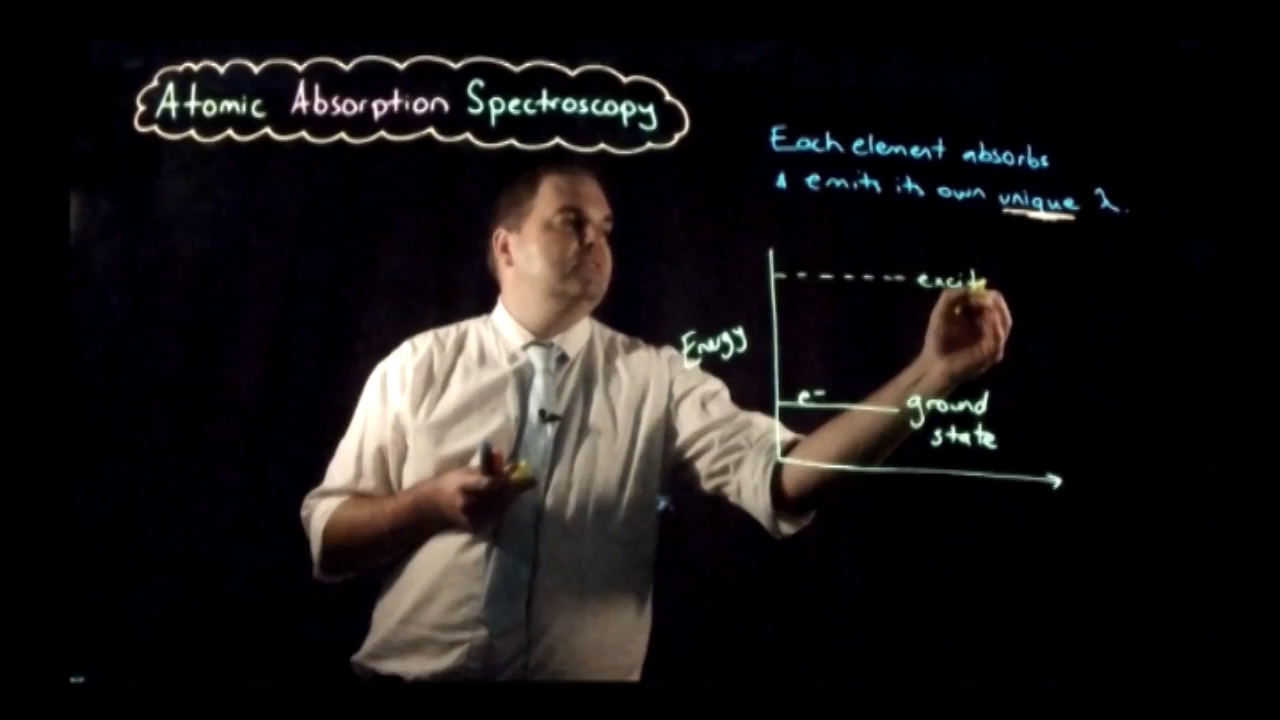 Atomic Absorption Spectroscopy
Each element absorbs
& emits its own unique λ.
excite
Energy
e-
ground
state